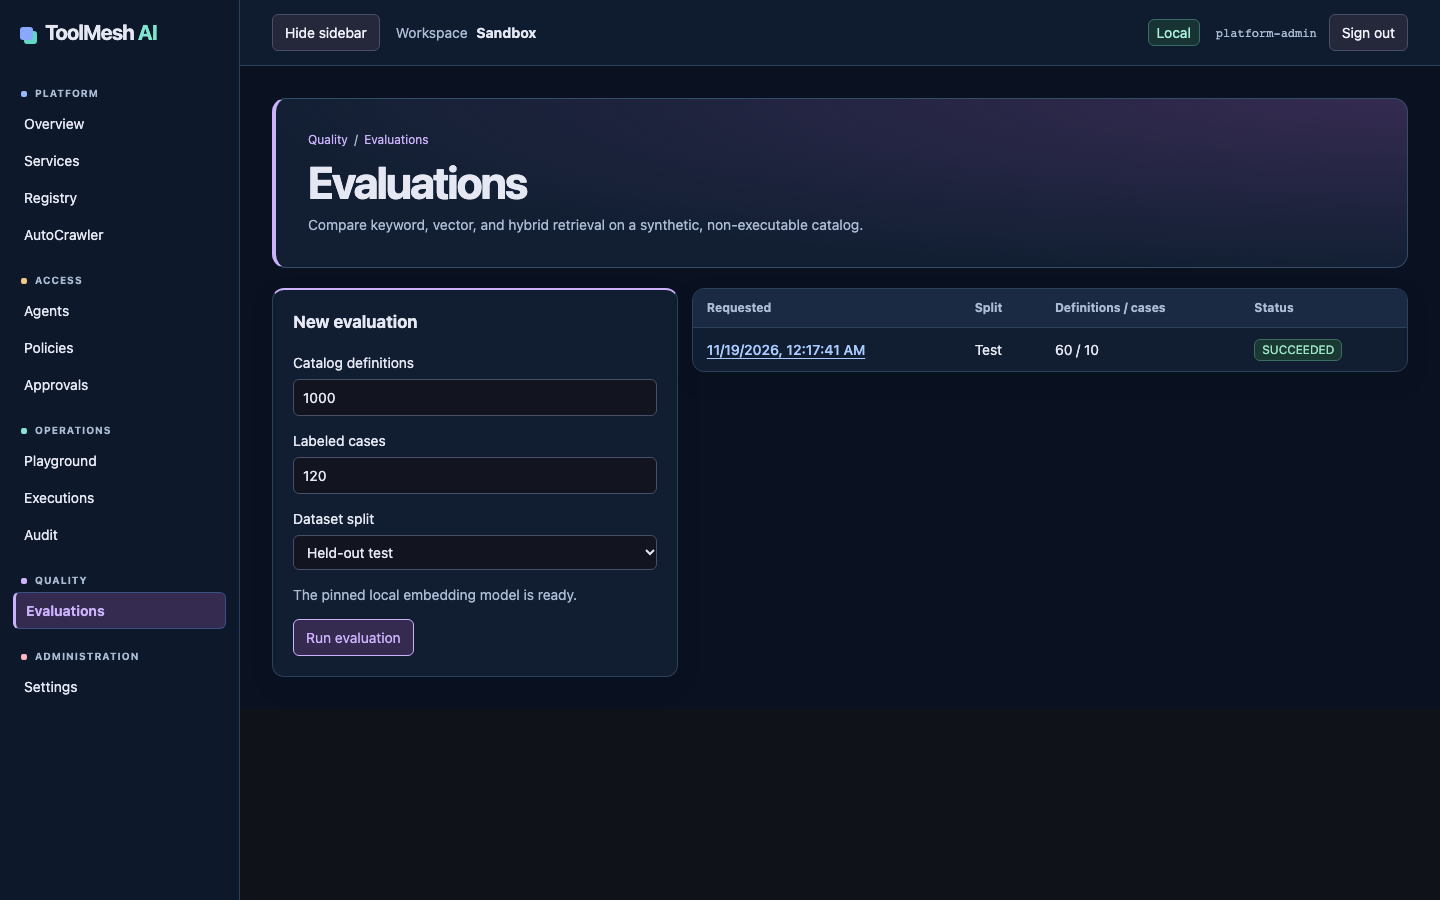 ToolMesh AI
PLATFORM
Overview
Services
Registry
AutoCrawler
ACCESS
Agents
Policies
Approvals
OPERATIONS
Playground
Executions
Audit
QUALITY
Evaluations
ADMINISTRATION
Settings
Hide sidebar Workspace Sandbox Local platform-admin Sign out
Quality / Evaluations
Evaluations
Compare keyword, vector, and hybrid retrieval on a synthetic, non-executable catalog.
New evaluation
Catalog definitions
1000
Labeled cases
120
Dataset split
Held-out test
The pinned local embedding model is ready.
Run evaluation
Requested Split Definitions / cases Status
11/19/2026, 12:17:41 AM Test 60 / 10 SUCCEEDED